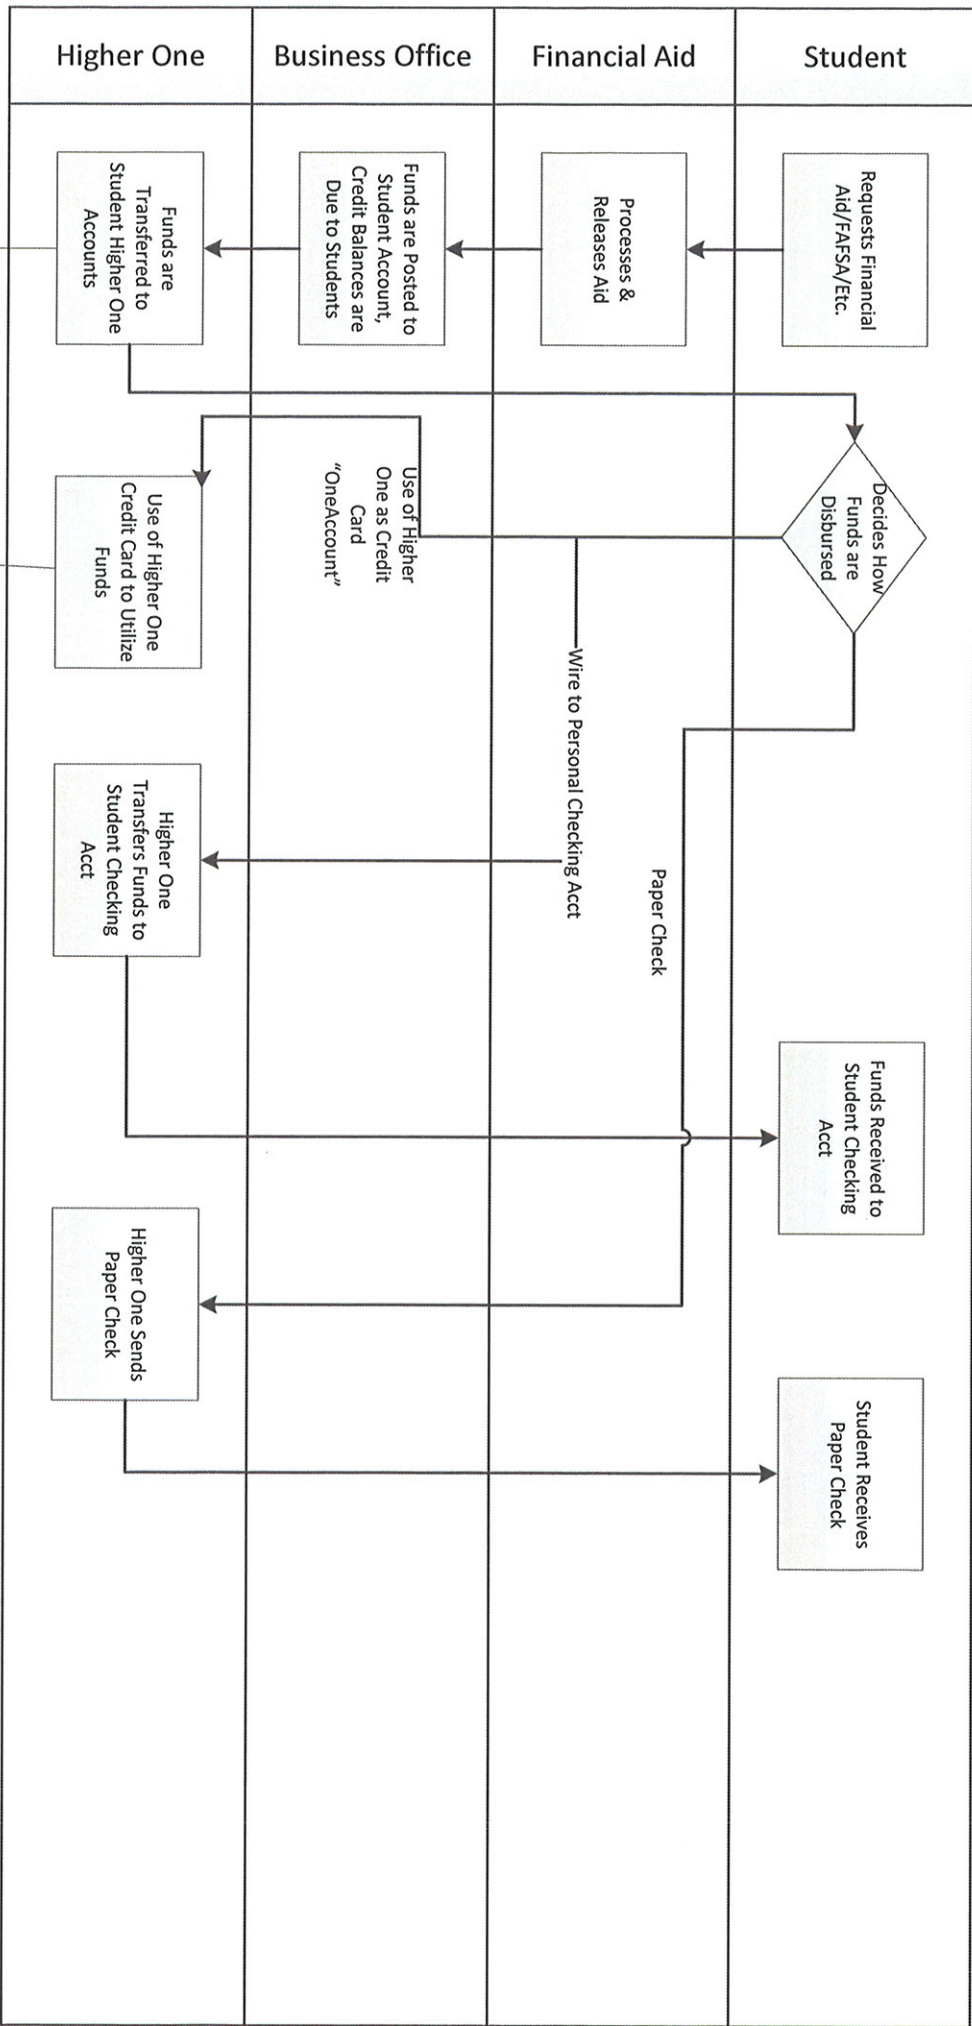 Higher One
Business Office
Financial Aid
Student
Requests Financial
Aid/FAFSA/Etc.
Processes &
Releases Aid
Funds are Posted to
Student Account,
Credit Balances are
Due to Students
Funds are
Transferred to
Student Higher One
Accounts
Decides How
Funds are
Disbursed
Use of Higher
One as Credit
Card
“OneAccount”
Use of Higher One
Credit Card to Utilize
Funds
Wire to Personal Checking Acct
Higher One
Transfers Funds to
Student Checking
Acct
Paper Check
Funds Received to
Student Checking
Acct
Higher One Sends
Paper Check
Student Receives
Paper Check